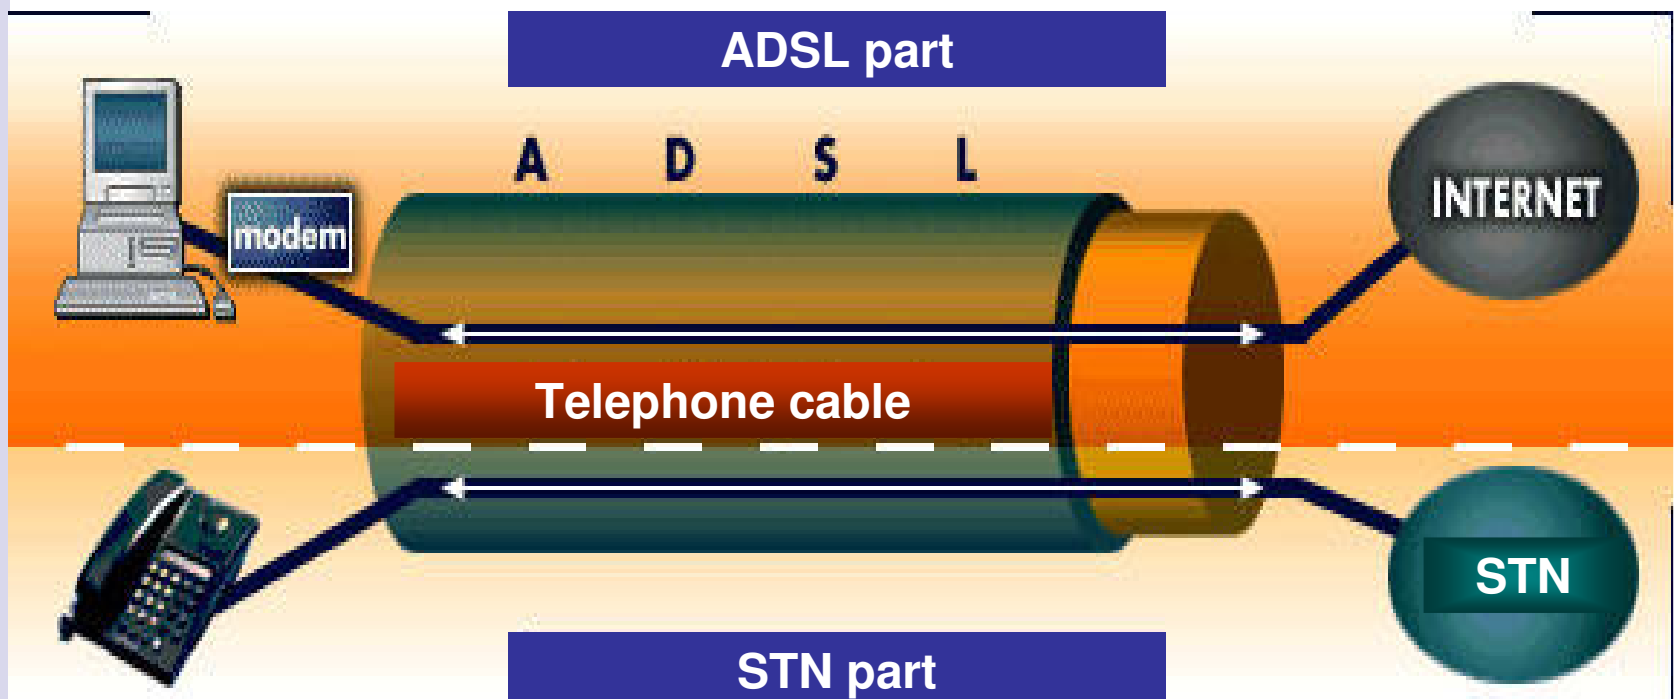 ADSL part
A D S L
modem
INTERNET
Telephone cable
STN
STN part